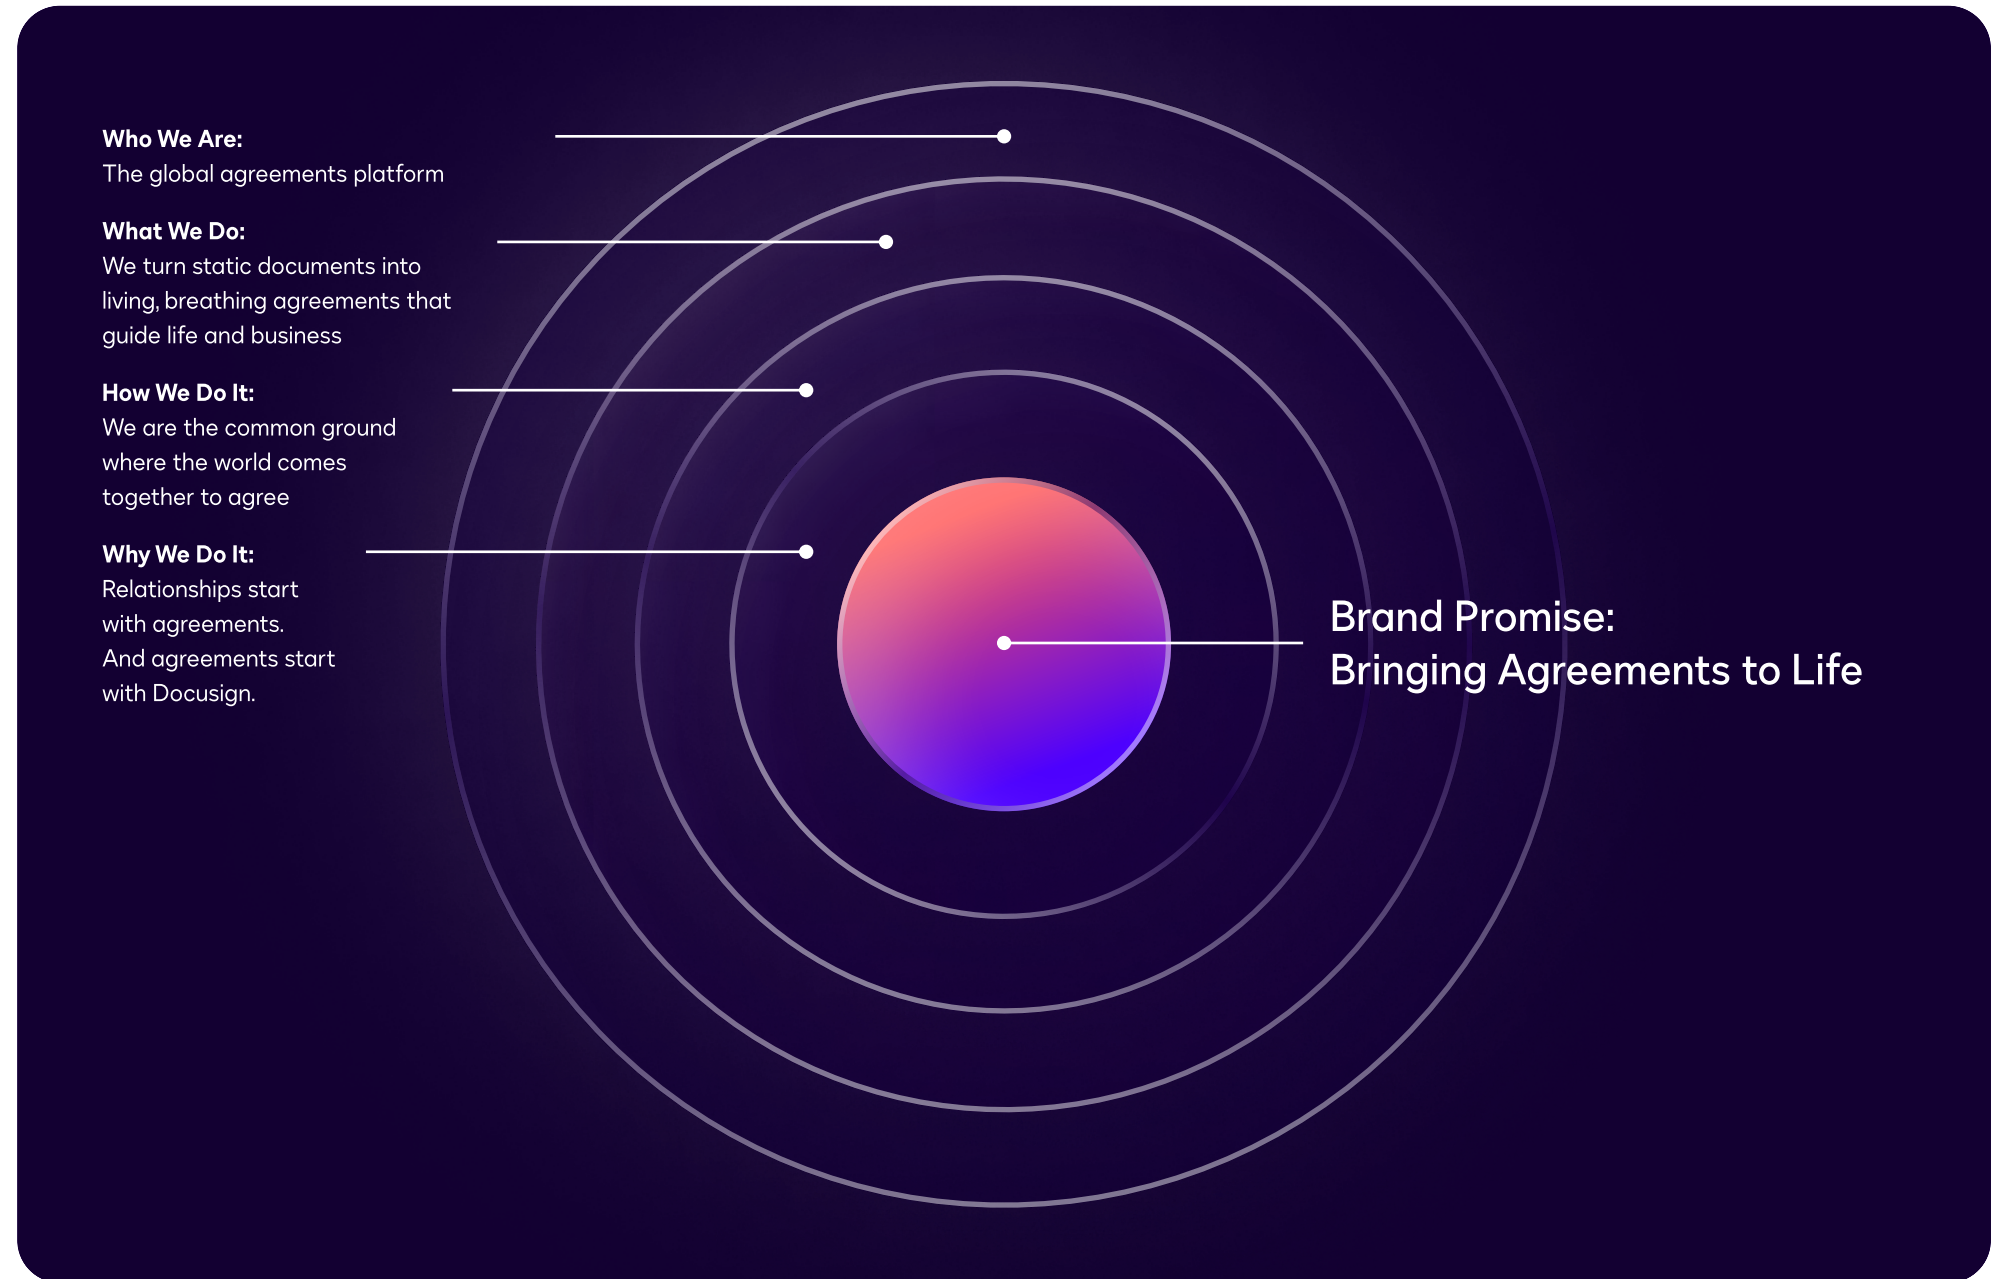 Who We Are:
The global agreements platform
What We Do:
We turn static documents into
living, breathing agreements that
guide life and business
How We Do It:
We are the common ground
where the world comes
together to agree
Why We Do It:
Relationships start
with agreements.
And agreements start
with Docusign.
Brand Promise:
Bringing Agreements to Life